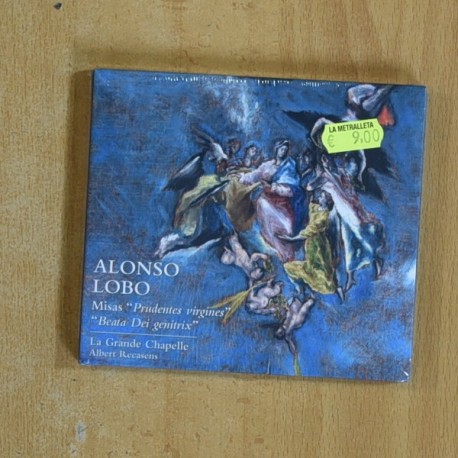 LA METRALLETA
€ 9,00
ALONSO
LOBO
Misas "Prudentes virgines"
"Beata Dei genitrix"
La Grande Chapelle
Albert Recasens